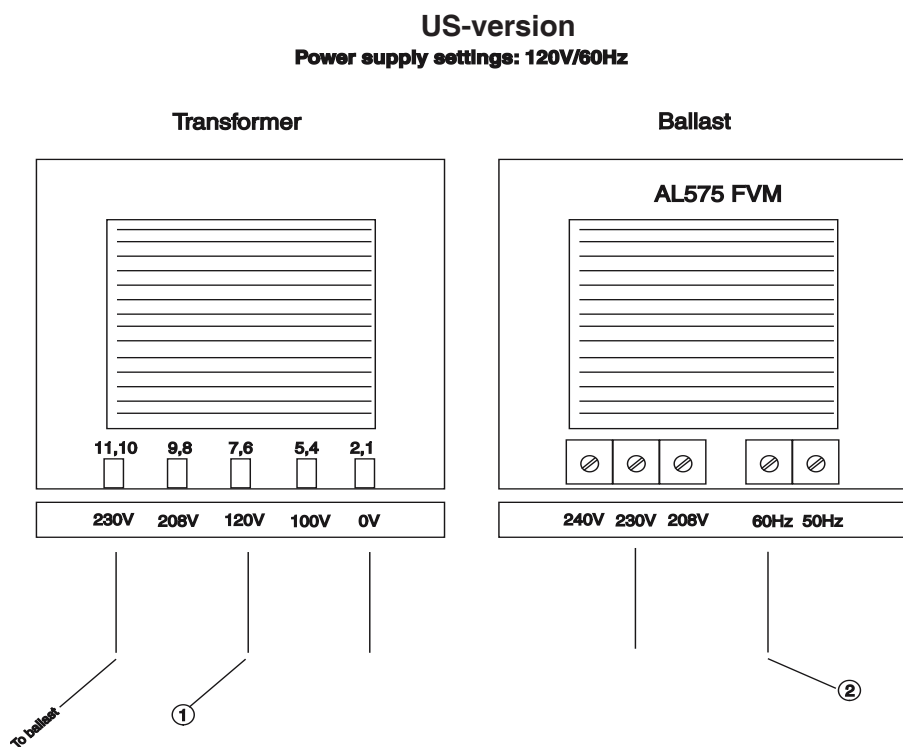 US-version
Power supply settings: 120V/60Hz
Transformer
Ballast
AL575 FVM
11,10 9,8 7,6 5,4 2,1
230V 208V 120V 100V 0V
240V 230V 208V 60Hz 50Hz
To ballast
1
2